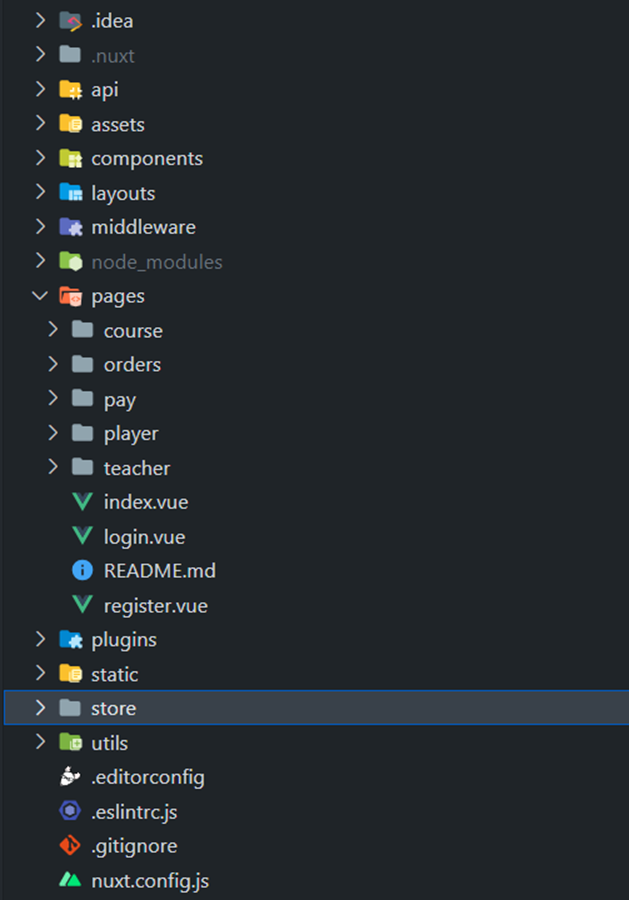 .idea
.nuxt
api
assets
components
layouts
middleware
node_modules
pages
course
orders
pay
player
teacher
index.vue
login.vue
README.md
register.vue
plugins
static
store
utils
.editorconfig
.eslintrc.js
.gitignore
nuxt.config.js